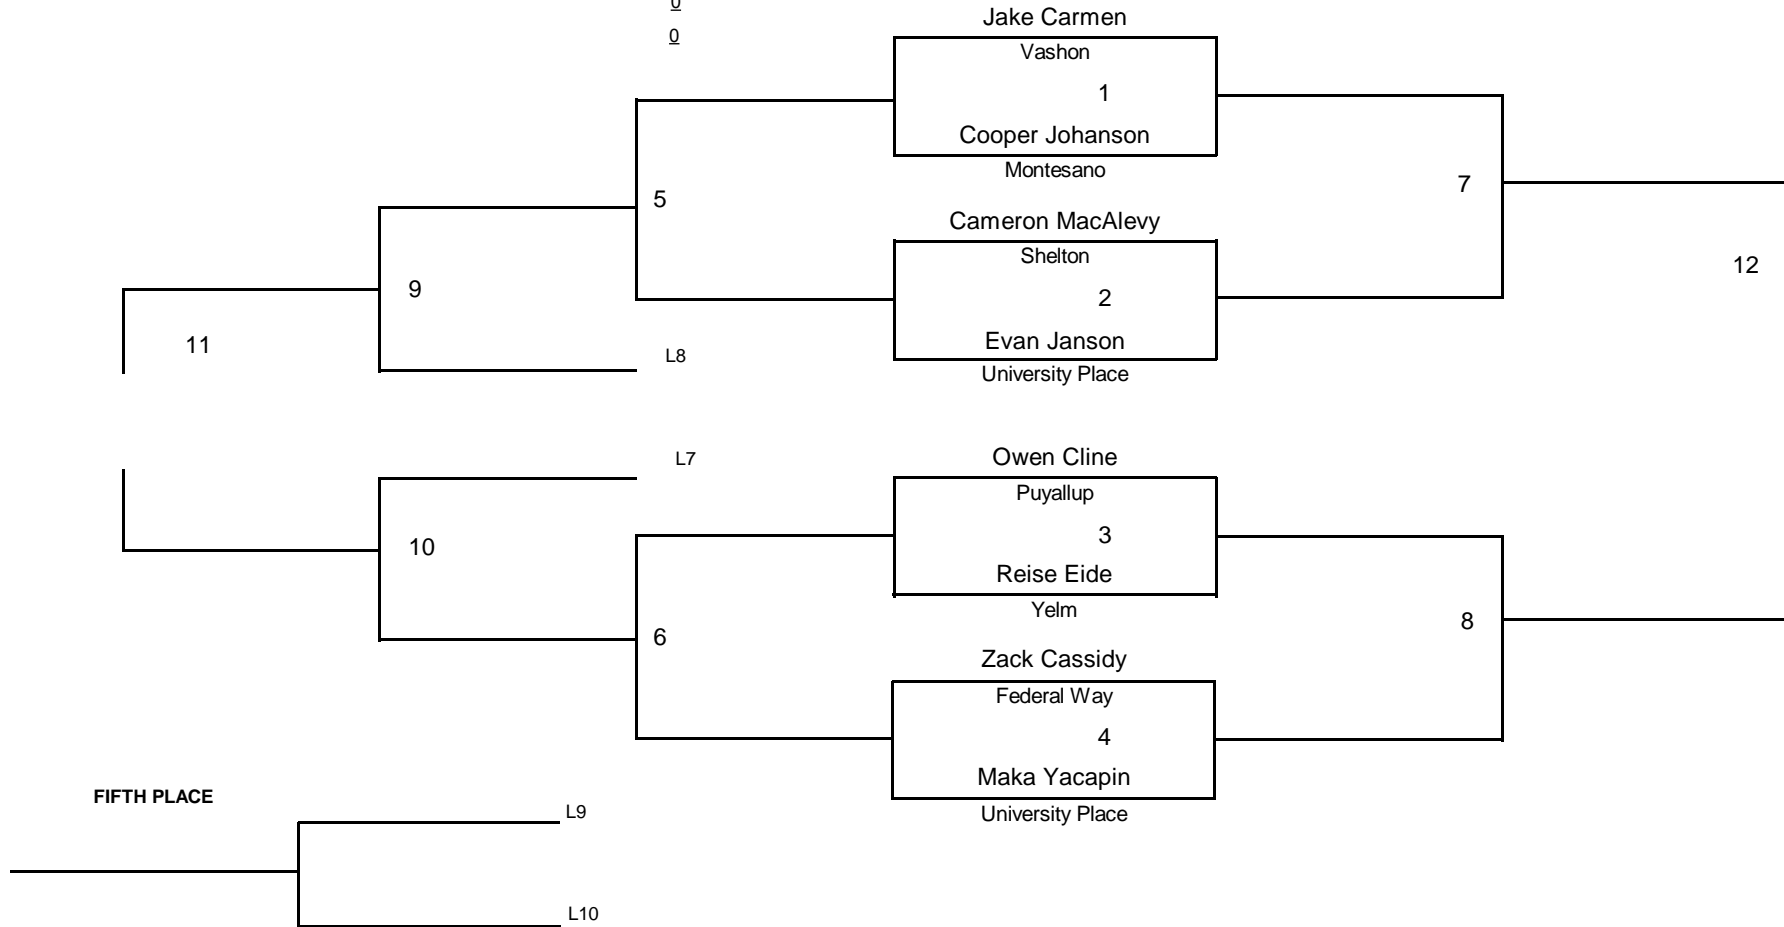 0
0
Jake Carmen
Vashon
1
Cooper Johanson
Montesano
5
7
Cameron MacAlevy
Shelton
12
9
2
11
Evan Janson
L8
University Place
L7
Owen Cline
Puyallup
3
10
Reise Eide
Yelm
8
6
Zack Cassidy
Federal Way
4
Maka Yacapin
FIFTH PLACE
L9
University Place
L10